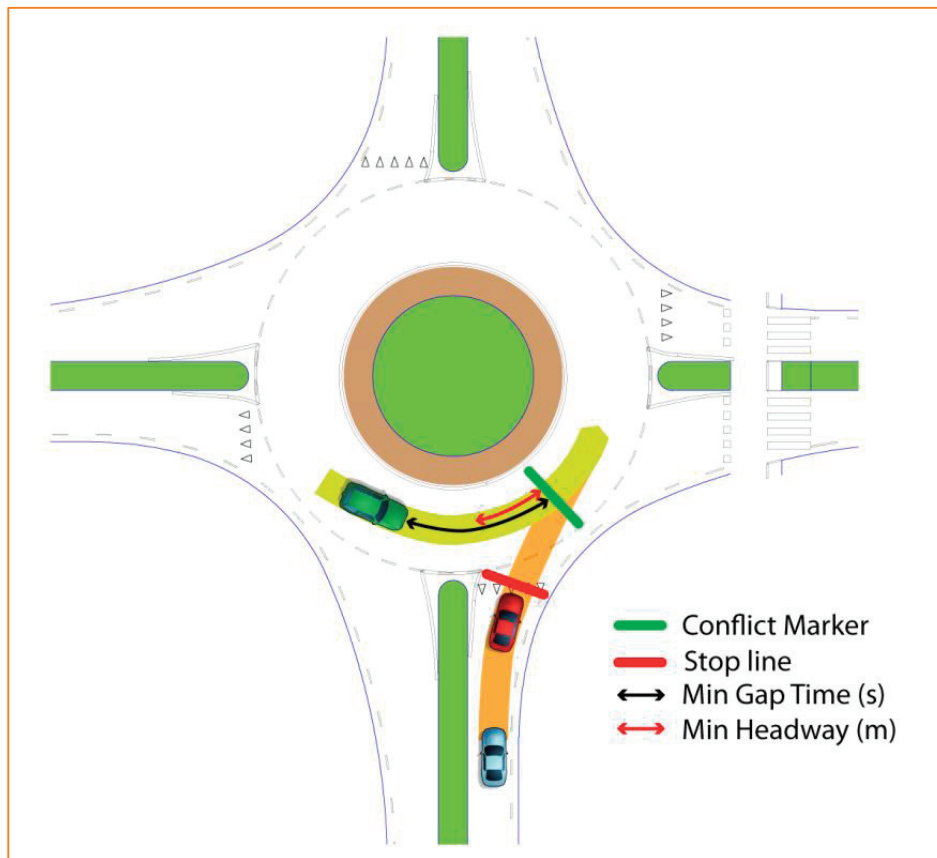 Conflict Marker
Stop line
Min Gap Time (s)
Min Headway (m)